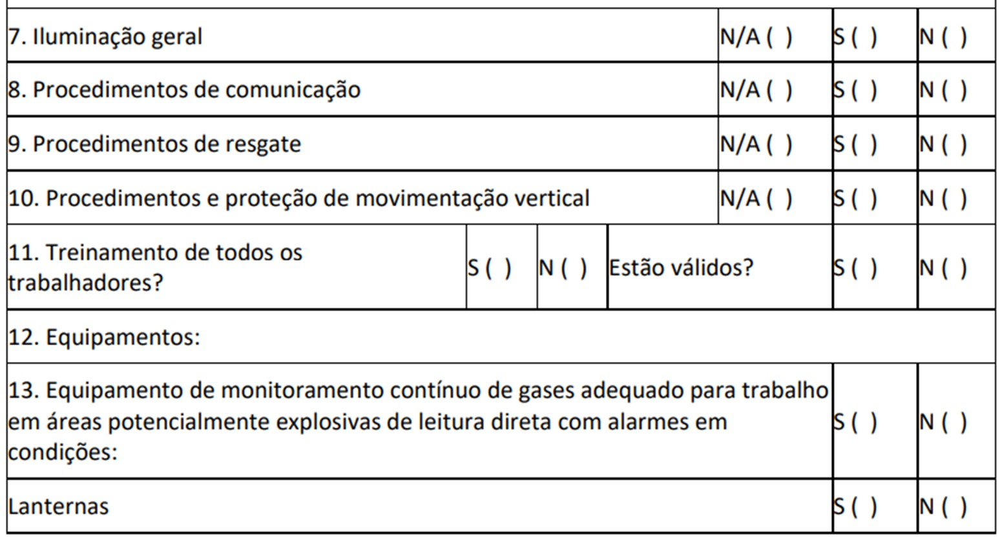 7. Iluminação geral N/A ( ) S ( ) N ( )
8. Procedimentos de comunicação N/A ( ) S ( ) N ( )
9. Procedimentos de resgate N/A ( ) S ( ) N ( )
10. Procedimentos e proteção de movimentação vertical N/A ( ) S ( ) N ( )
11. Treinamento de todos os
trabalhadores? S ( ) N ( ) Estão válidos? S ( ) N ( )
12. Equipamentos:
13. Equipamento de monitoramento contínuo de gases adequado para trabalho
em áreas potencialmente explosivas de leitura direta com alarmes em
condições: S ( ) N ( )
Lanternas S ( ) N ( )